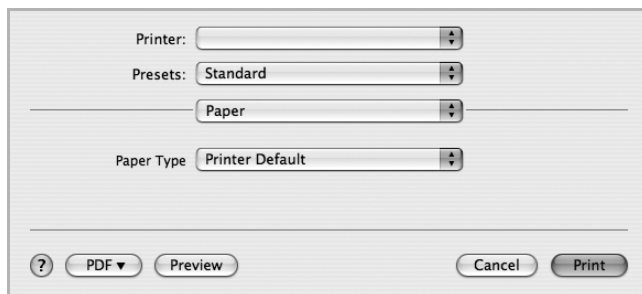 Printer:
Presets: Standard
Paper
Paper Type Printer Default
? PDF▼ Preview Cancel Print